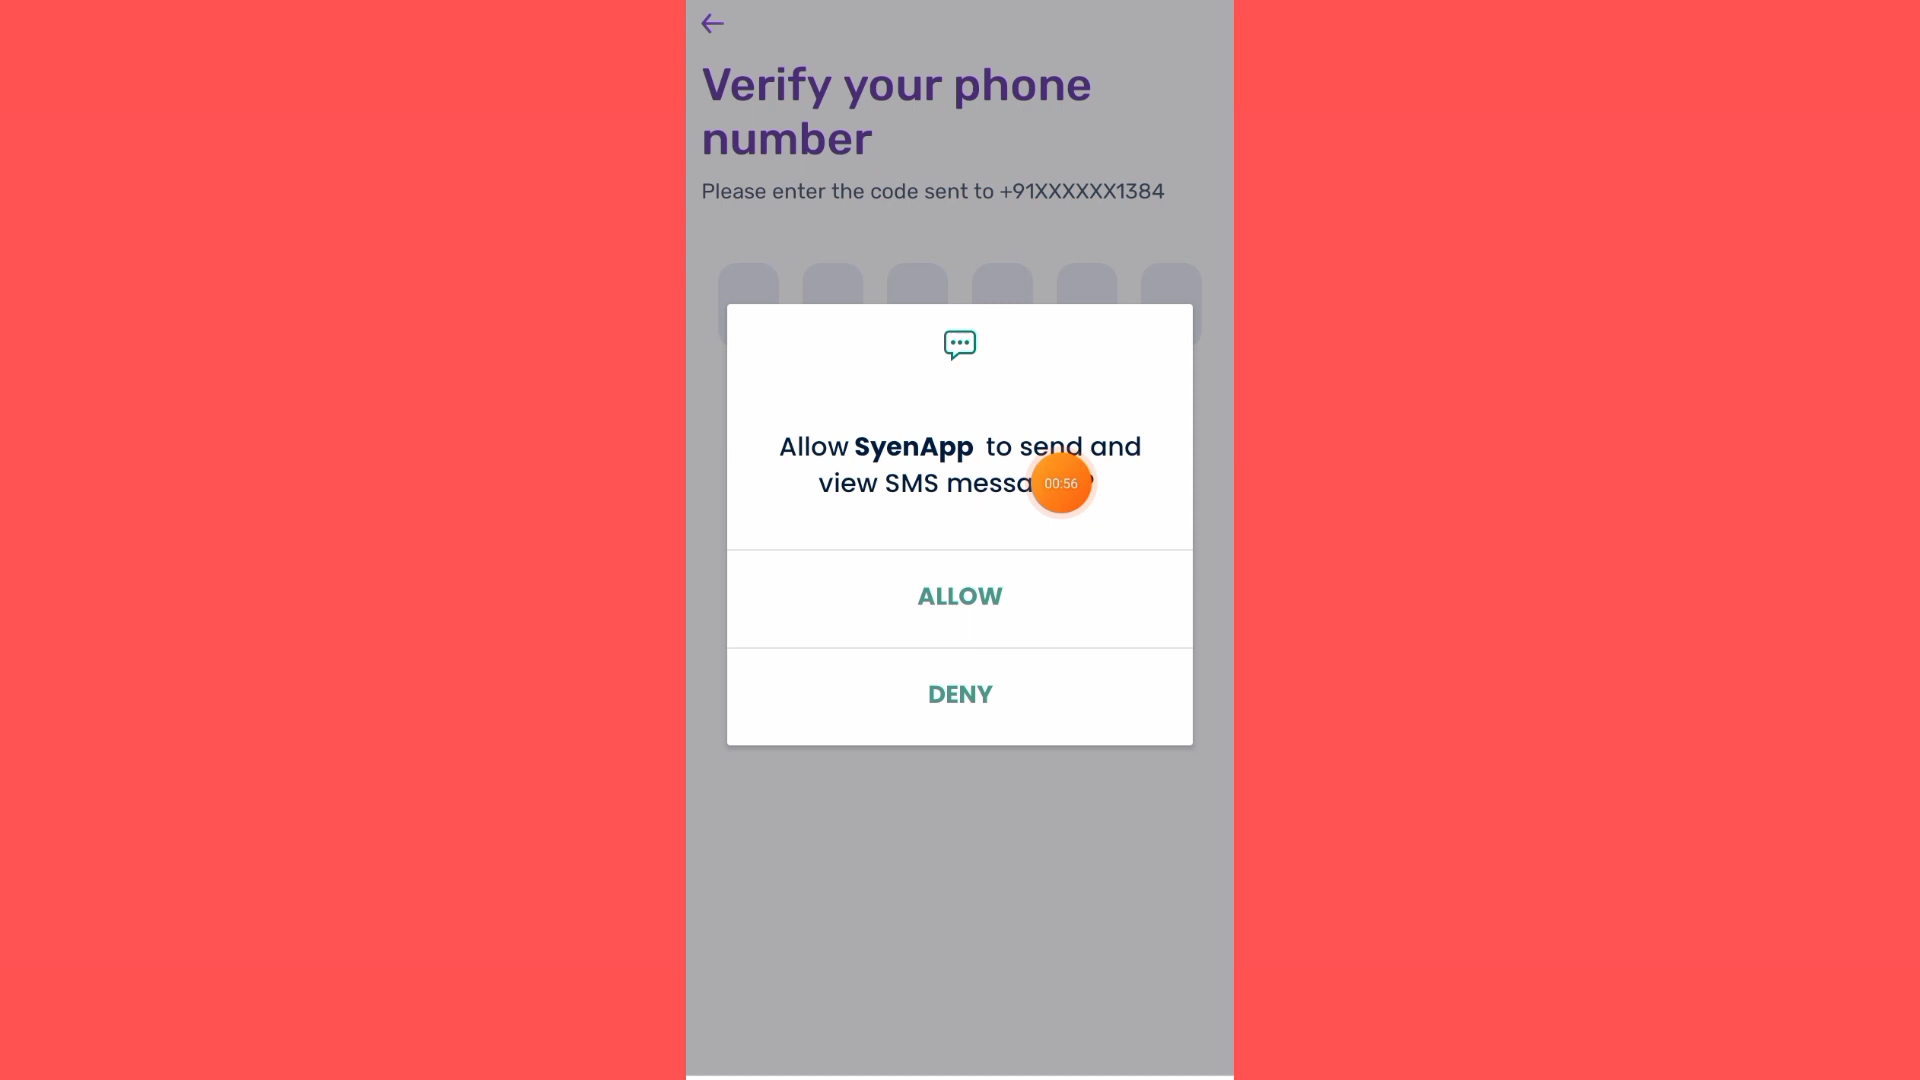 Verify your phone
number
Please enter the code sent to +91XXXXXX1384
Allow SyenApp to send and
view SMS messa
00:56
ALLOW
DENY